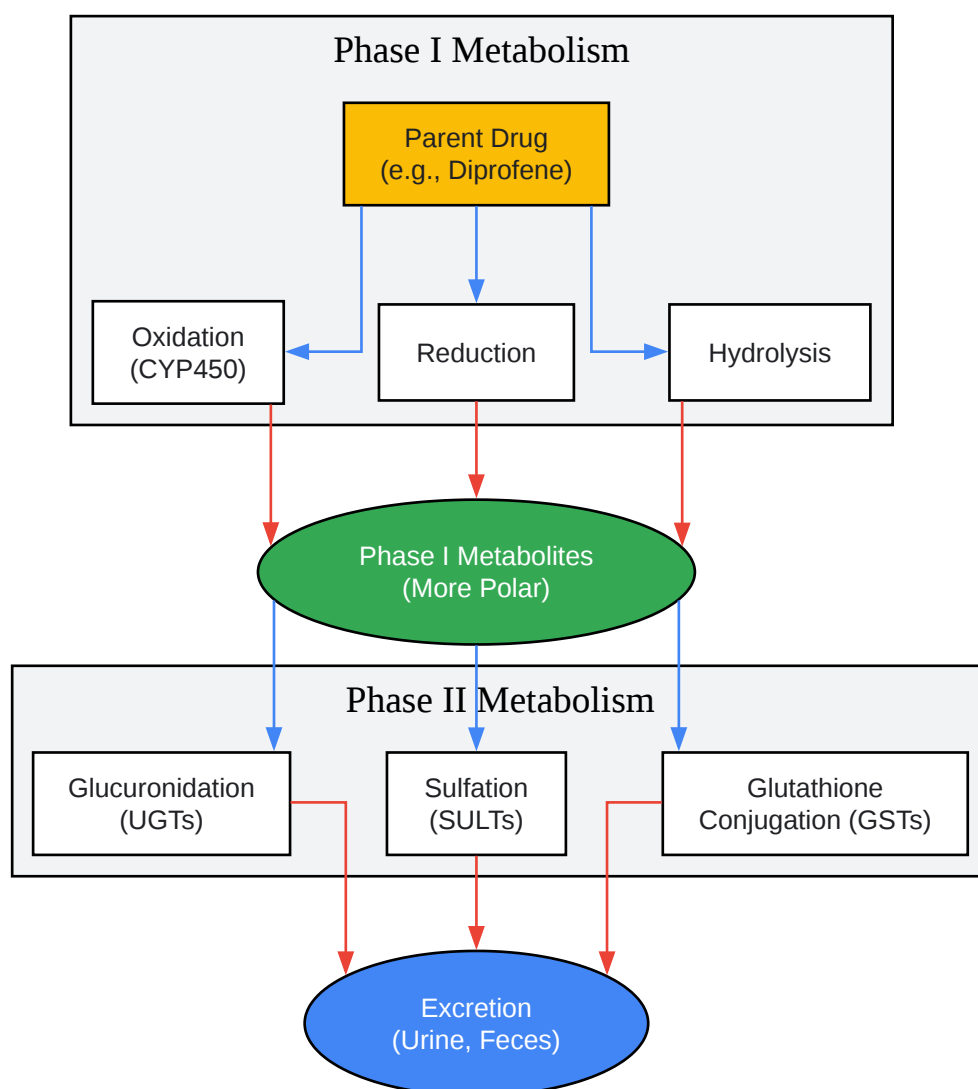 Phase I Metabolism
Parent Drug
(e.g., Diprofene)
Oxidation
(CYP450)
Reduction
Hydrolysis
Phase I Metabolites
(More Polar)
Phase II Metabolism
Glucuronidation
(UGTs)
Sulfation
(SULTs)
Glutathione
Conjugation (GSTs)
Excretion
(Urine, Feces)